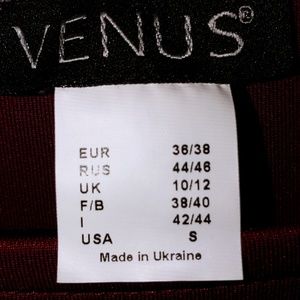 VENUS®
EUR 36/38
RUS 44/46
UK 10/12
F/B 38/40
I 42/44
USA S
Made in Ukraine